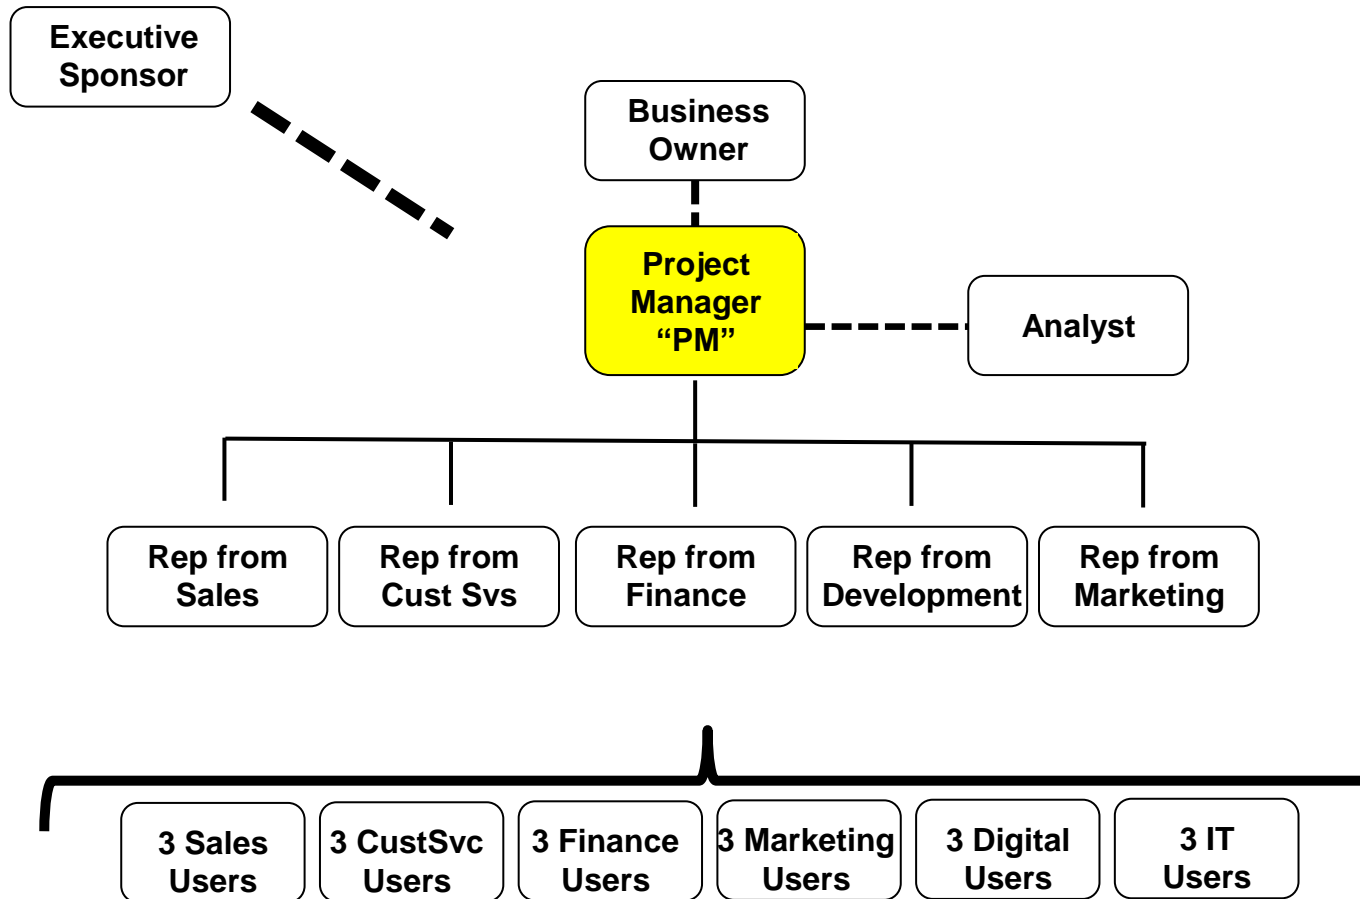 Executive
Sponsor
Business
Owner
Project
Manager
“PM”
Analyst
Rep from
Sales
Rep from
Cust Svs
Rep from
Finance
Rep from
Development
Rep from
Marketing
3 Sales
Users
3 CustSvc
Users
3 Finance
Users
3 Marketing
Users
3 Digital
Users
3 IT
Users